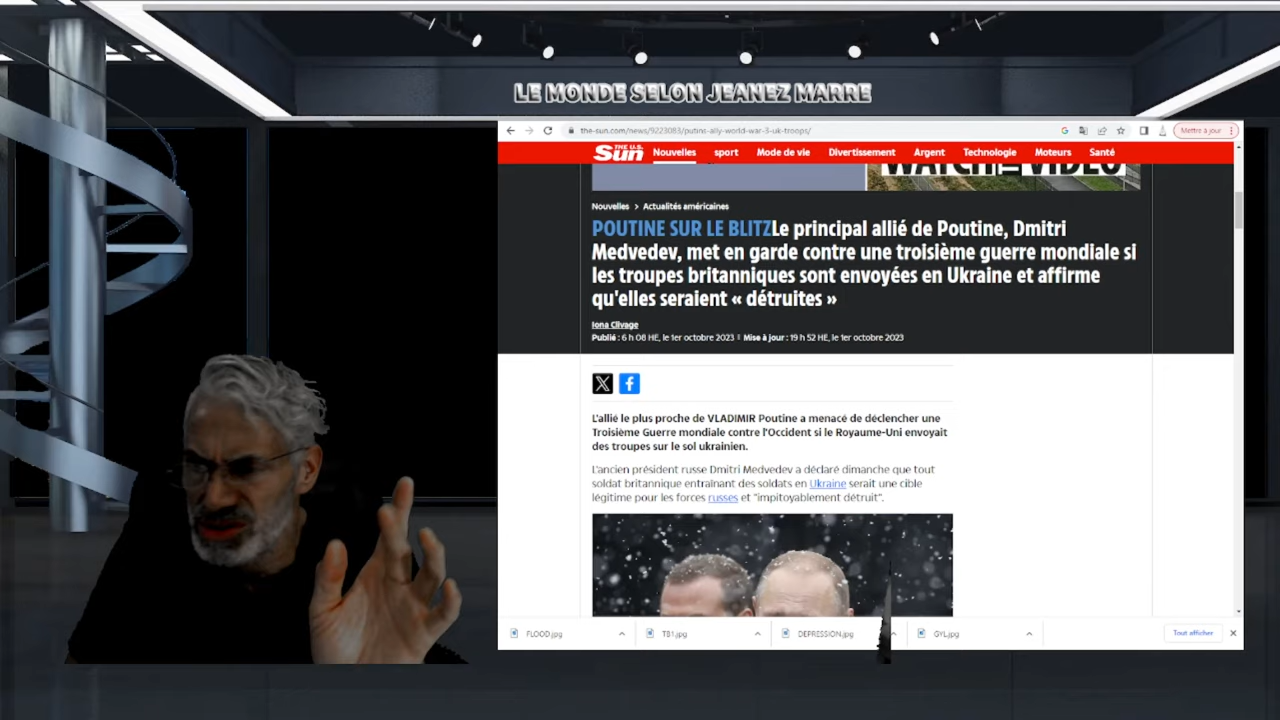 LE MONDE SELON JEANEZ MARRE
the-sun.com/news/9223083/putins-ally-world-war-3-uk-troops/
Mettre à jour
THE U.S. Sun
Nouvelles sport Mode de vie Divertissement Argent Technologie Moteurs Santé
WATCH THE VIDEO
Nouvelles > Actualités américaines
POUTINE SUR LE BLITZLe principal allié de Poutine, Dmitri
Medvedev, met en garde contre une troisième guerre mondiale si
les troupes britanniques sont envoyées en Ukraine et affirme
qu'elles seraient « détruites »
Iona Clivage
Publié : 6 h 08 HE, le 1er octobre 2023 Mise à jour : 19 h 52 HE, le 1er octobre 2023
L'allié le plus proche de VLADIMIR Poutine a menacé de déclencher une
Troisième Guerre mondiale contre l'Occident si le Royaume-Uni envoyait
des troupes sur le sol ukrainien.
L'ancien président russe Dmitri Medvedev a déclaré dimanche que tout
soldat britannique entraînant des soldats en Ukraine serait une cible
légitime pour les forces russes et "impitoyablement détruit".
FLOOD.jpg TB1.jpg DEPRESSION.jpg GYL.jpg Tout afficher